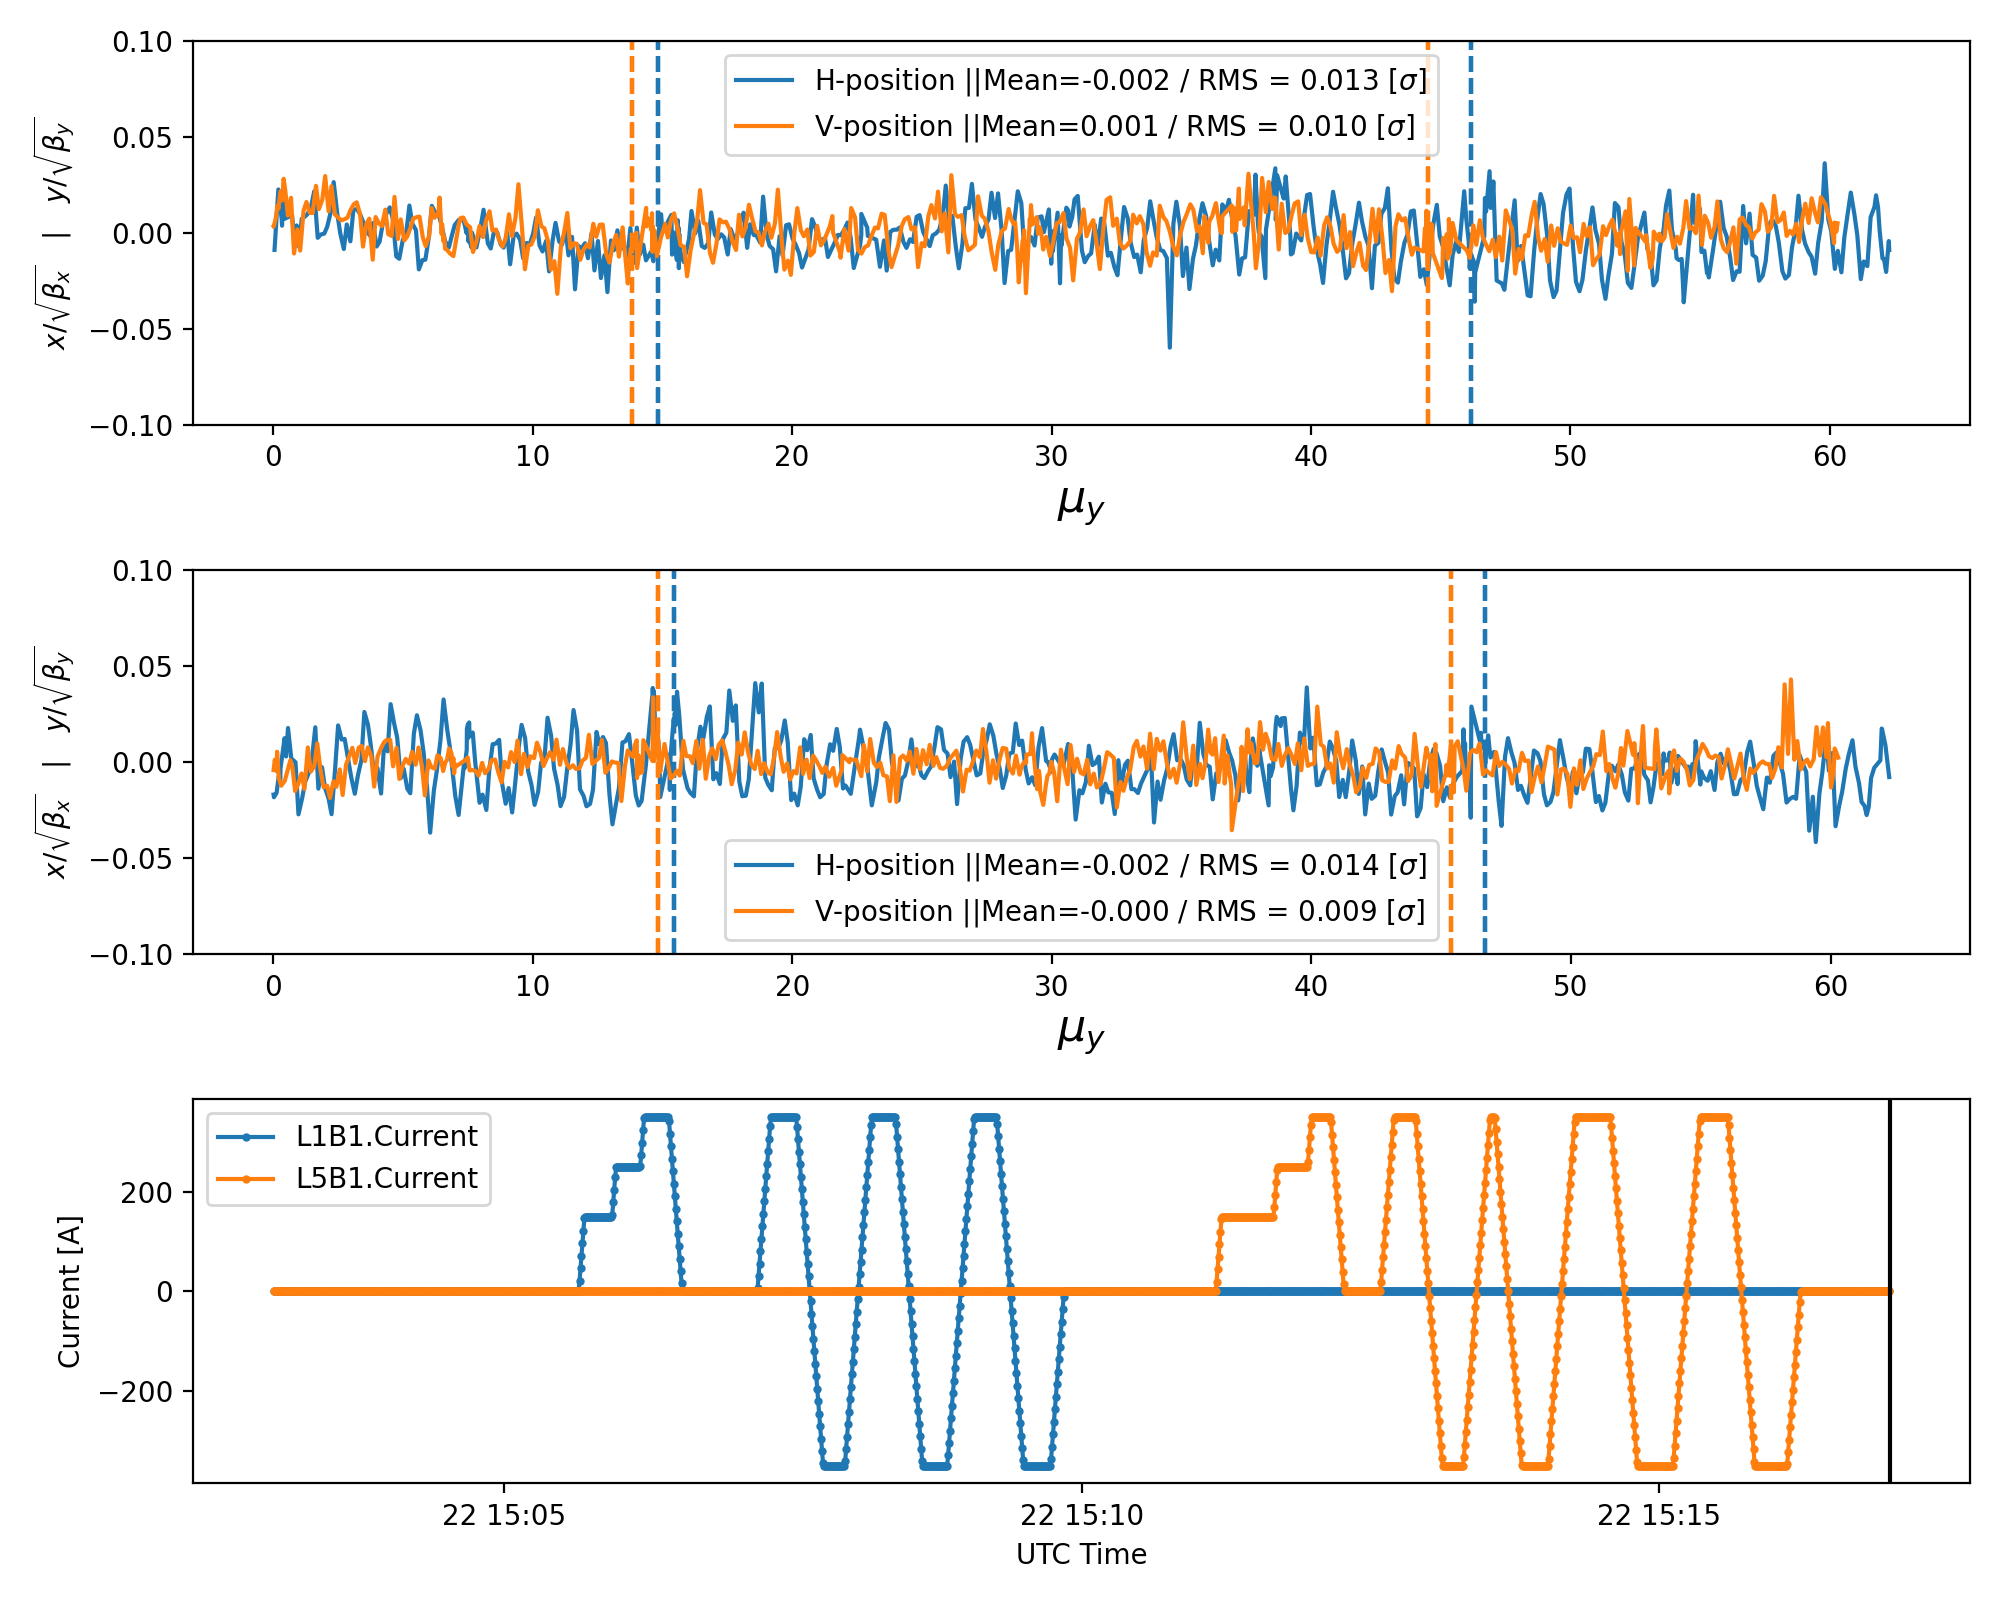 0.10
0.05
0.00
−0.05
−0.10
x/√βx | y/√βy
H-position ||Mean=-0.002 / RMS = 0.013 [σ]
V-position ||Mean=0.001 / RMS = 0.010 [σ]
0 10 20 30 40 50 60
μy
0.10
0.05
0.00
−0.05
−0.10
x/√βx | y/√βy
H-position ||Mean=-0.002 / RMS = 0.014 [σ]
V-position ||Mean=-0.000 / RMS = 0.009 [σ]
0 10 20 30 40 50 60
μy
L1B1.Current
L5B1.Current
200
0
−200
Current [A]
22 15:05 22 15:10 22 15:15
UTC Time